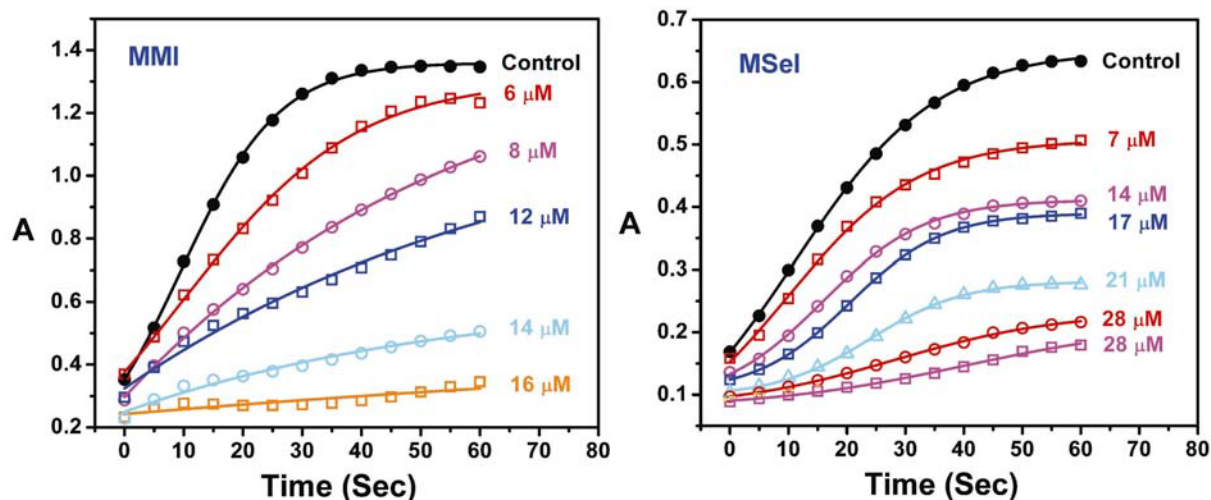 MMI
Control
6 μM
8 μM
12 μM
14 μM
16 μM
A
1.4
1.2
1.0
0.8
0.6
0.4
0.2
0 10 20 30 40 50 60 70 80
Time (Sec)
MSeI
Control
7 μM
14 μM
17 μM
21 μM
28 μM
28 μM
A
0.7
0.6
0.5
0.4
0.3
0.2
0.1
0 10 20 30 40 50 60 70 80
Time (Sec)